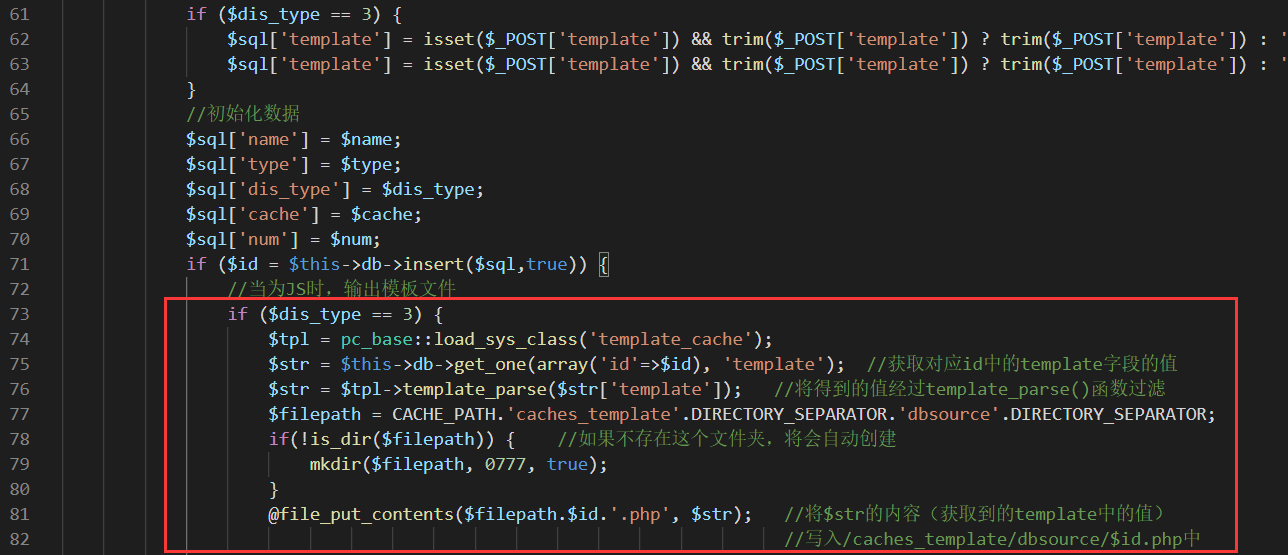 61 if ($dis_type == 3) {
62 $sql['template'] = isset($_POST['template']) && trim($_POST['template']) ? trim($_POST['template']) : '
63 $sql['template'] = isset($_POST['template']) && trim($_POST['template']) ? trim($_POST['template']) : '
64 }
65 //初始化数据
66 $sql['name'] = $name;
67 $sql['type'] = $type;
68 $sql['dis_type'] = $dis_type;
69 $sql['cache'] = $cache;
70 $sql['num'] = $num;
71 if ($id = $this->db->insert($sql,true)) {
72 //当为JS时，输出模板文件
73 if ($dis_type == 3) {
74 $tpl = pc_base::load_sys_class('template_cache');
75 $str = $this->db->get_one(array('id'=>$id), 'template'); //获取对应id中的template字段的值
76 $str = $tpl->template_parse($str['template']); //将得到的值经过template_parse()函数过滤
77 $filepath = CACHE_PATH.'caches_template'.DIRECTORY_SEPARATOR.'dbsource'.DIRECTORY_SEPARATOR;
78 if(!is_dir($filepath)) { //如果不存在这个文件夹，将会自动创建
79 mkdir($filepath, 0777, true);
80 }
81 @file_put_contents($filepath.$id.'.php', $str); //将$str的内容（获取到的template中的值）
82 //写入/caches_template/dbsource/$id.php中